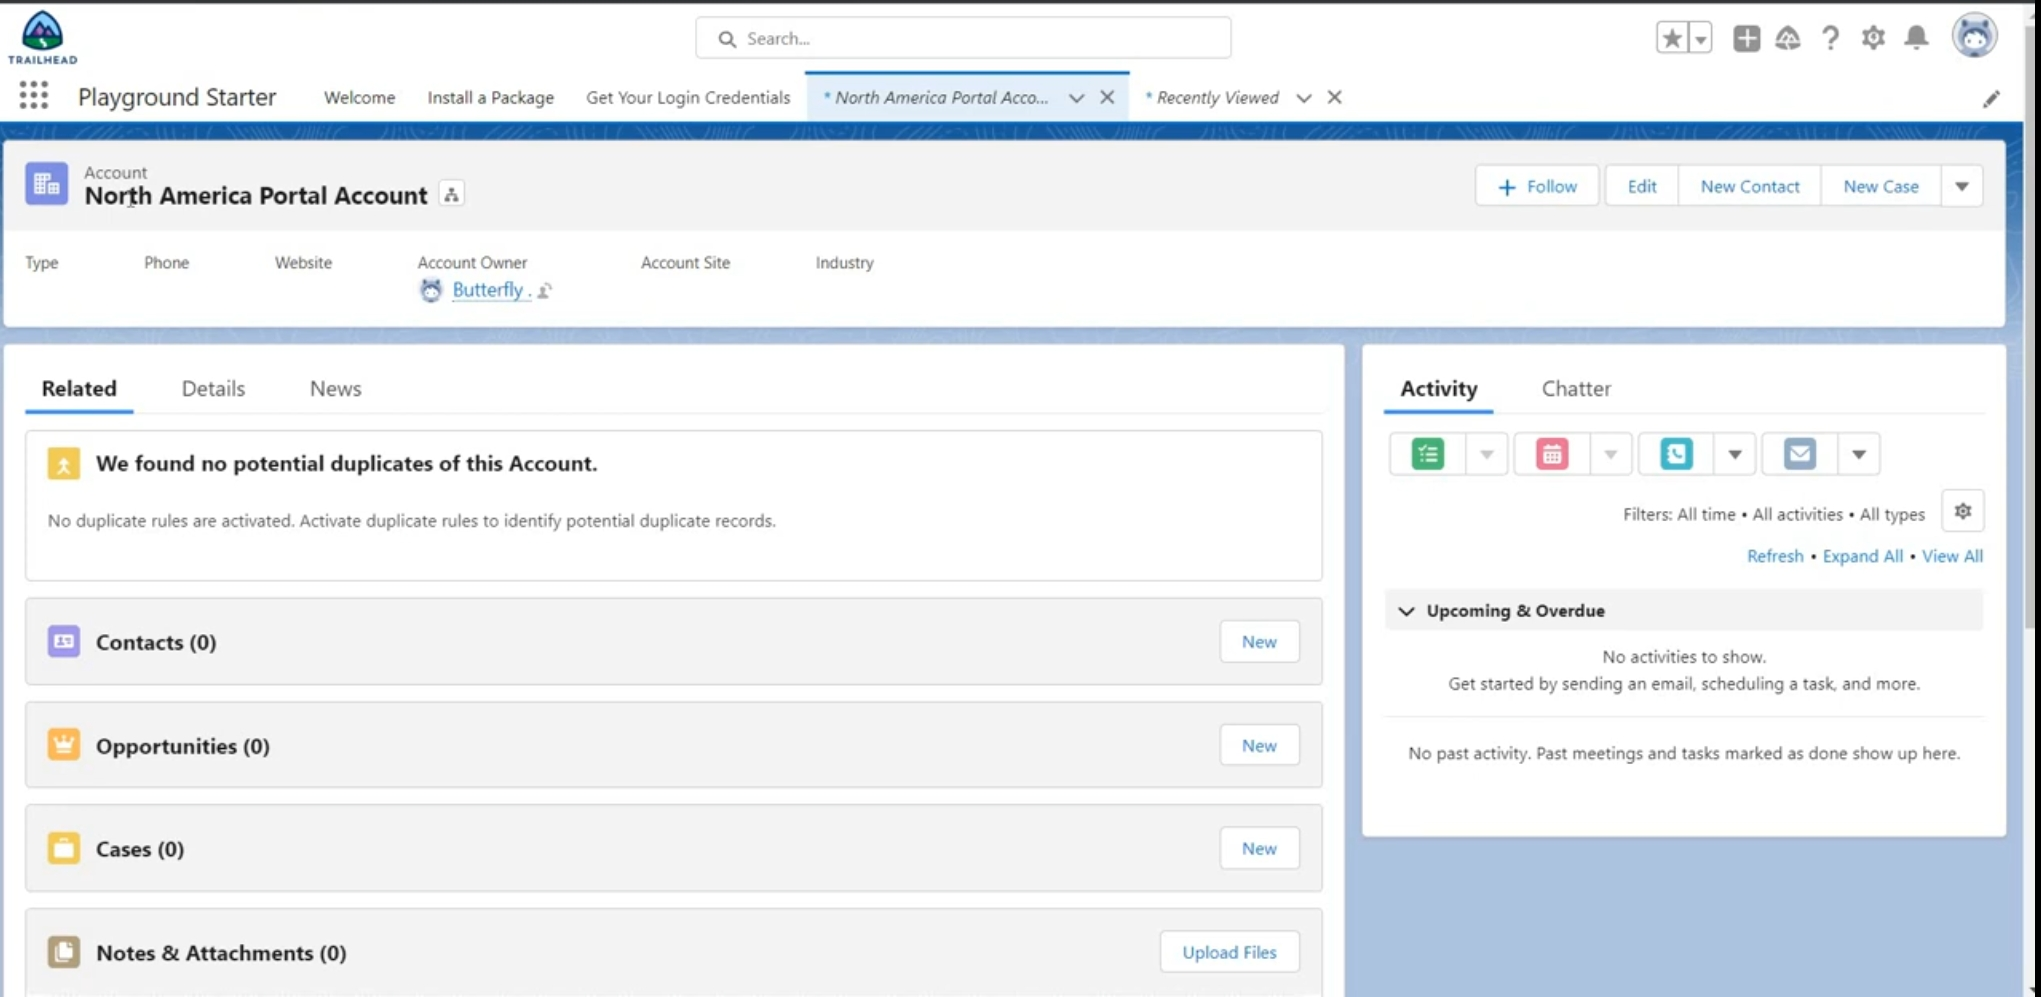 TRAILHEAD
Search...
Playground Starter Welcome Install a Package Get Your Login Credentials * North America Portal Acco... * Recently Viewed
Account
North America Portal Account
+ Follow Edit New Contact New Case
Type Phone Website Account Owner Account Site Industry
Butterfly .
Related Details News
We found no potential duplicates of this Account.
No duplicate rules are activated. Activate duplicate rules to identify potential duplicate records.
Contacts (0) New
Opportunities (0) New
Cases (0) New
Notes & Attachments (0) Upload Files
Activity Chatter
Filters: All time • All activities • All types
Refresh • Expand All • View All
Upcoming & Overdue
No activities to show.
Get started by sending an email, scheduling a task, and more.
No past activity. Past meetings and tasks marked as done show up here.